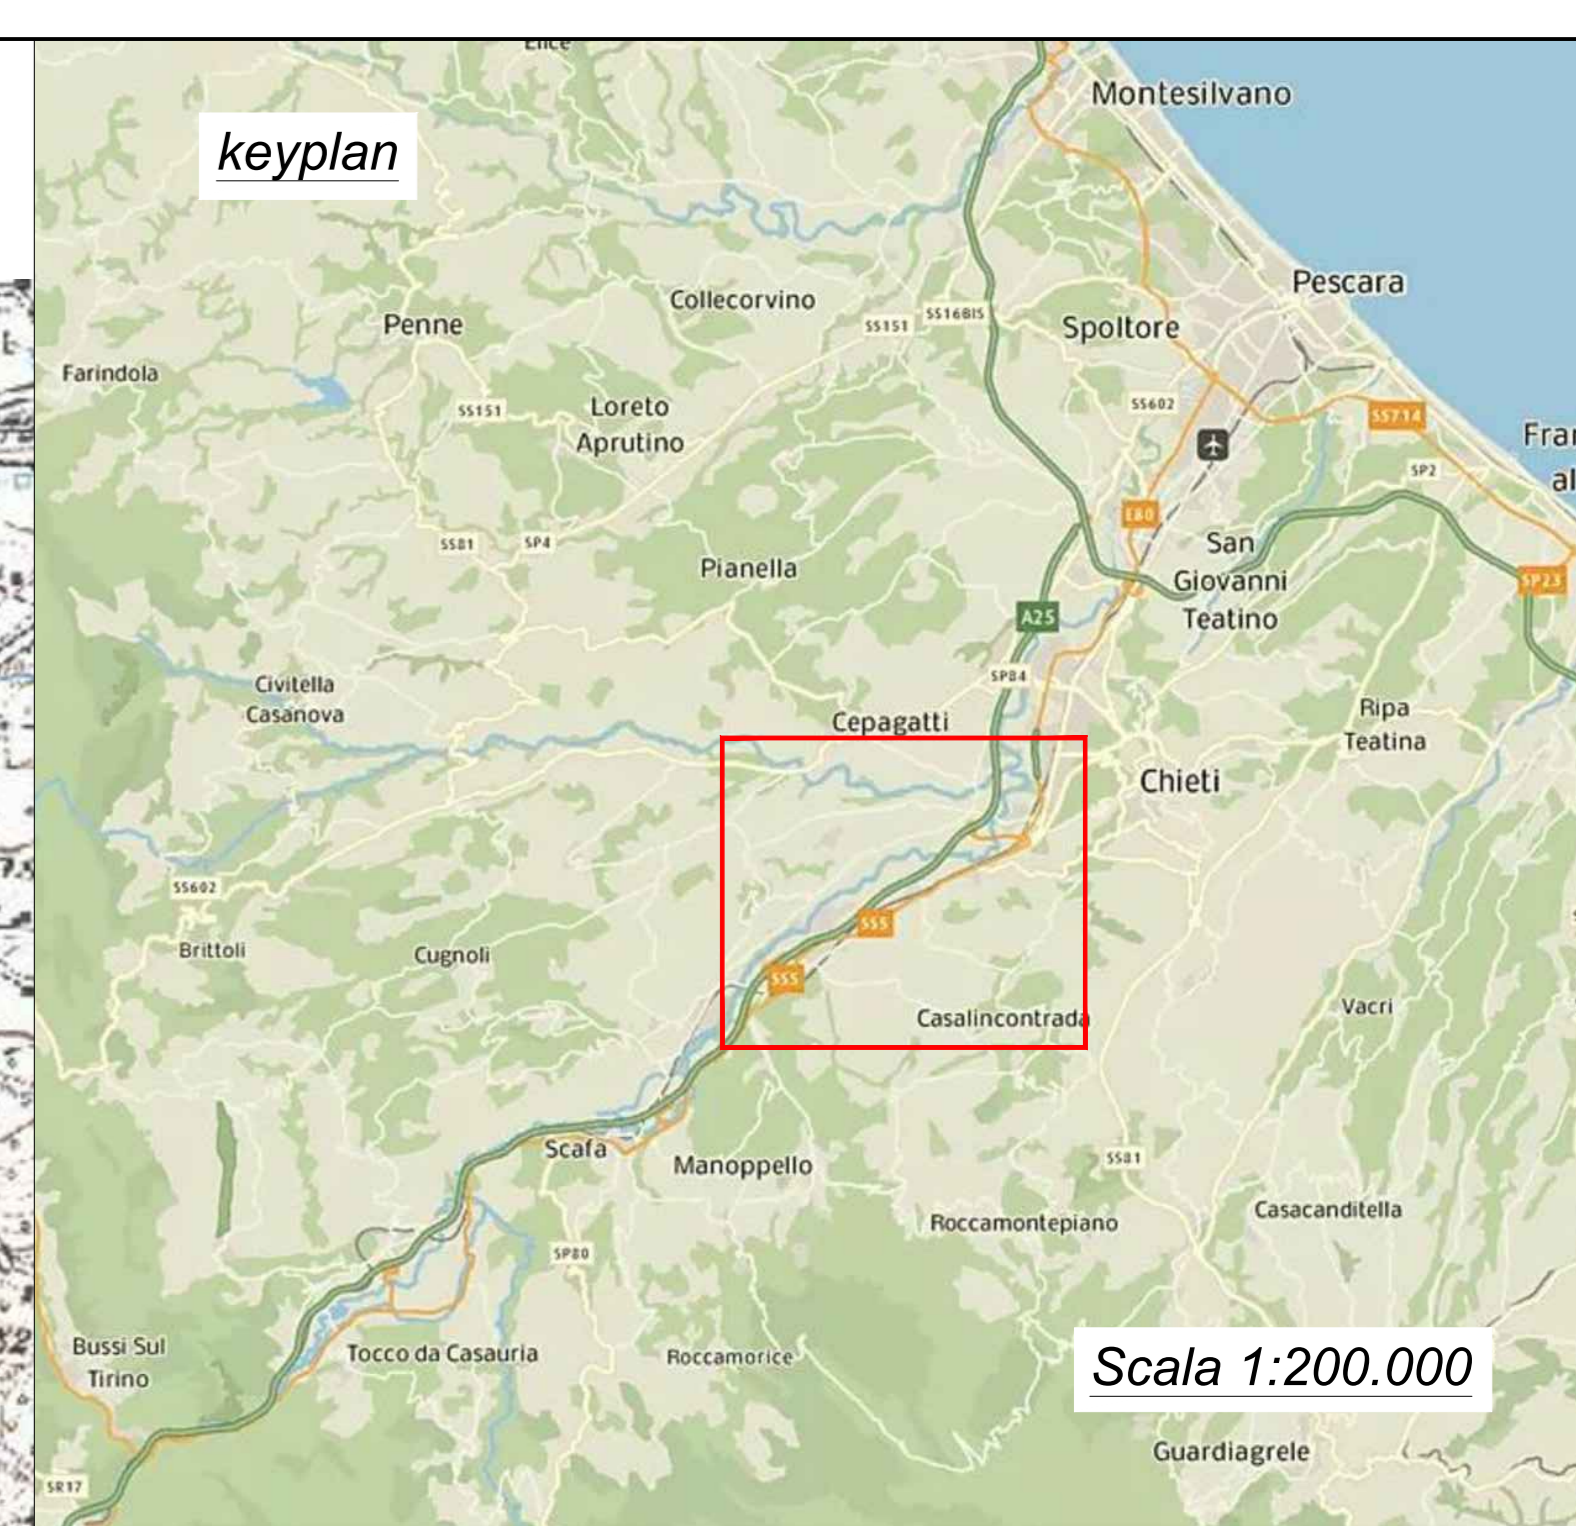 Montesilvano
keyplan
Pescara
Collecorvino
SS16BIS
Penne
SS151
Spoltore
Farindola
SS602
SS151
Loreto
Aprutino
SS714
SP2
E80
SS81
SP4
San
Giovanni
Teatino
Pianella
SP23
A25
SP84
Civitella
Casanova
Ripa
Teatina
Cepagatti
Chieti
SS602
SS5
Brittoli
Cugnoli
SS5
Vacri
Casalincontrada
Scafa
Manoppello
SS81
Casacanditella
Roccamontepiano
SP80
Bussi Sul
Tirino
Tocco da Casauria
Roccamorice
Scala 1:200.000
Guardiagrele
SR17